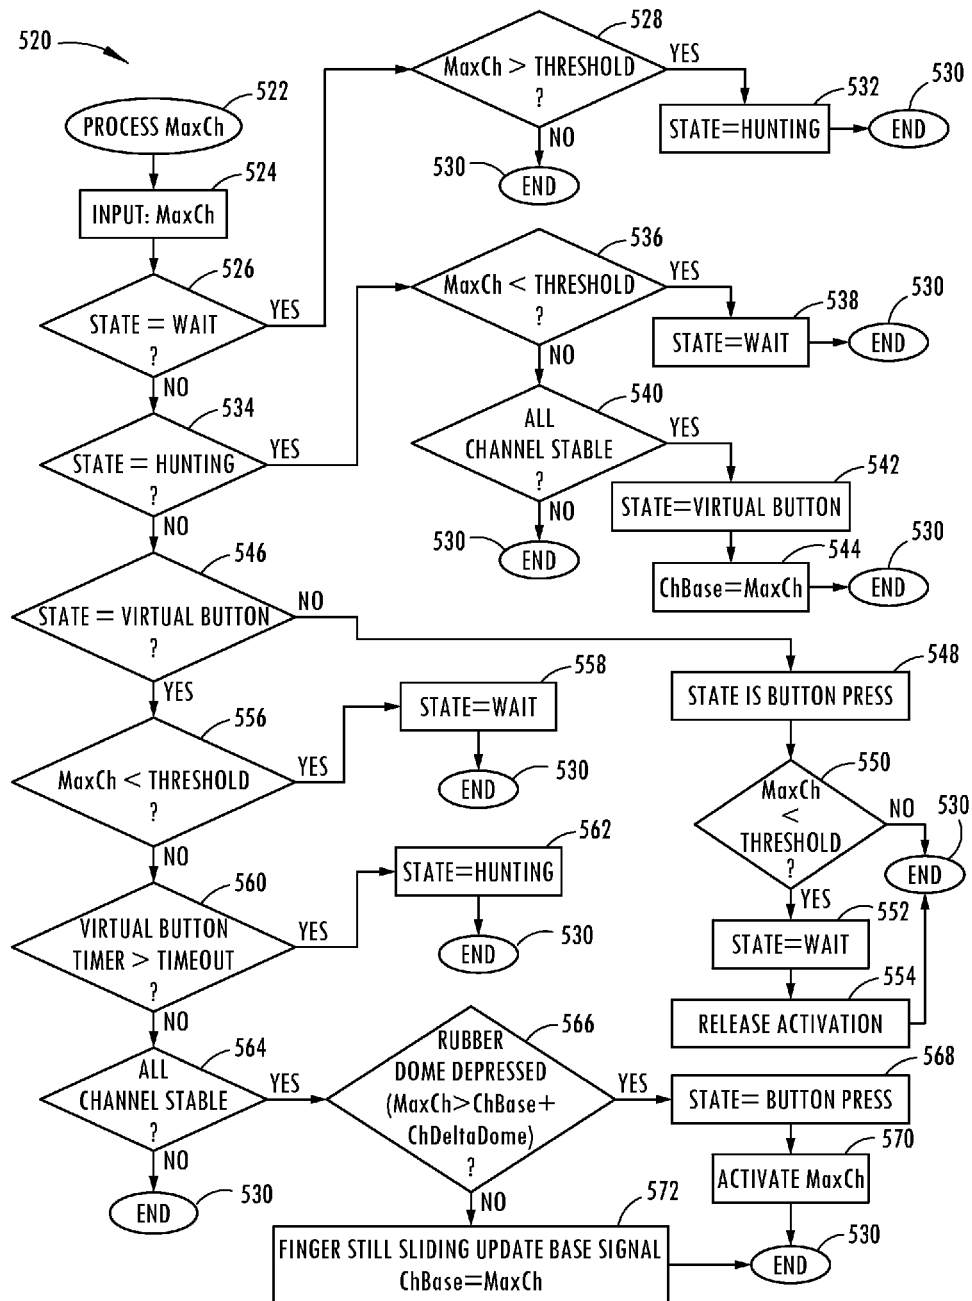 520
522
PROCESS MaxCh
524
INPUT: MaxCh
526
STATE = WAIT
?
YES
NO
528
MaxCh > THRESHOLD
?
YES
NO
530
END
532
STATE=HUNTING
530
END
534
STATE = HUNTING
?
YES
NO
536
MaxCh < THRESHOLD
?
YES
NO
538
STATE=WAIT
530
END
540
ALL
CHANNEL STABLE
?
YES
NO
530
END
542
STATE=VIRTUAL BUTTON
544
ChBase=MaxCh
530
END
546
STATE = VIRTUAL BUTTON
?
NO
YES
548
STATE IS BUTTON PRESS
550
MaxCh
<
THRESHOLD
?
NO
YES
530
END
552
STATE=WAIT
554
RELEASE ACTIVATION
556
MaxCh < THRESHOLD
?
YES
NO
558
STATE=WAIT
530
END
560
VIRTUAL BUTTON
TIMER > TIMEOUT
?
YES
NO
562
STATE=HUNTING
530
END
564
ALL
CHANNEL STABLE
?
YES
NO
530
END
566
RUBBER
DOME DEPRESSED
(MaxCh>ChBase+
ChDeltaDome)
?
YES
NO
568
STATE= BUTTON PRESS
570
ACTIVATE MaxCh
572
FINGER STILL SLIDING UPDATE BASE SIGNAL
ChBase=MaxCh
530
END